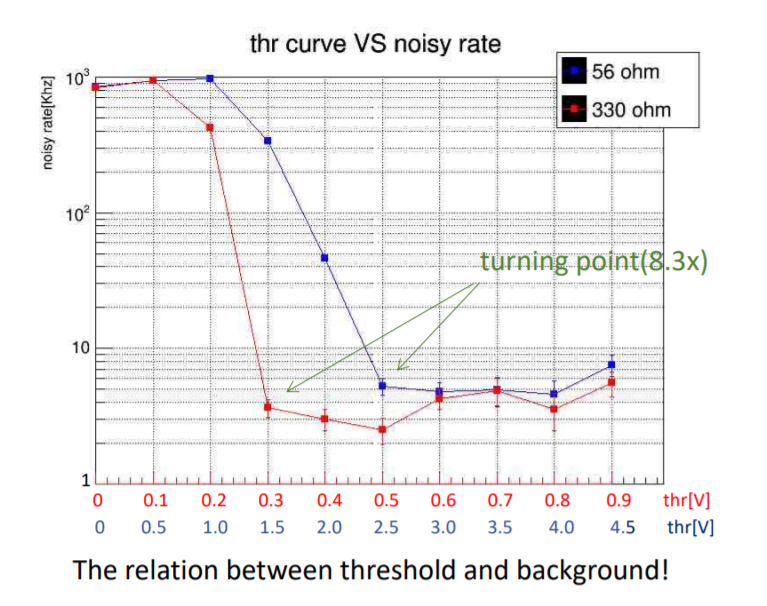 thr curve VS noisy rate
56 ohm
330 ohm
noisy rate[Khz]
10³
10²
10
1
turning point(8.3x)
0 0.1 0.2 0.3 0.4 0.5 0.6 0.7 0.8 0.9 thr[V]
0 0.5 1.0 1.5 2.0 2.5 3.0 3.5 4.0 4.5 thr[V]
The relation between threshold and background!